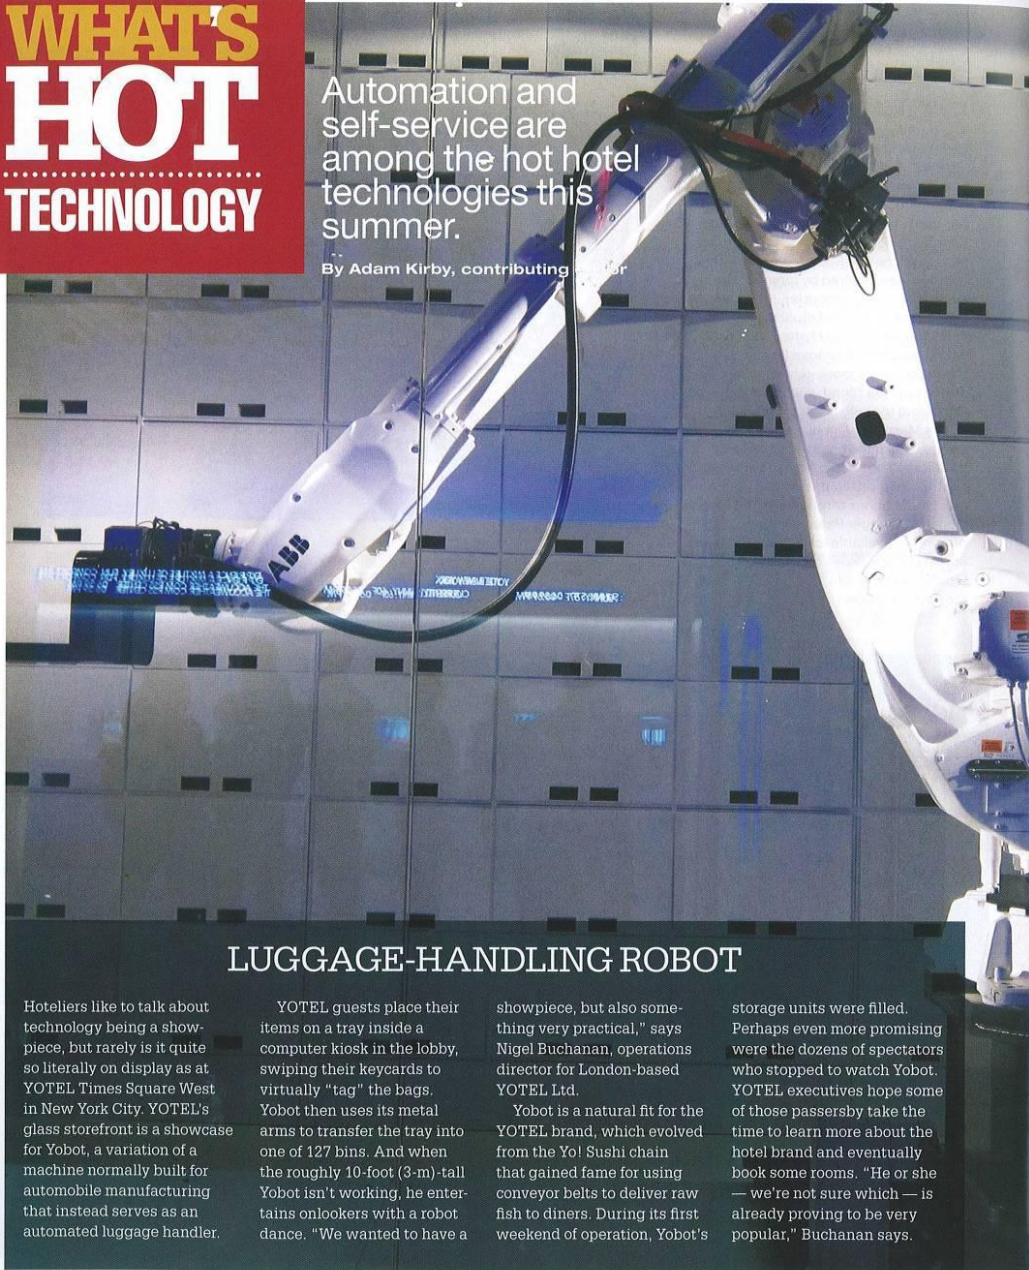 WHAT'S
HOT
TECHNOLOGY
Automation and
self-service are
among the hot hotel
technologies this
summer.
By Adam Kirby, contributing
ABB
LUGGAGE-HANDLING ROBOT
Hoteliers like to talk about
technology being a show-
piece, but rarely is it quite
so literally on display as at
YOTEL Times Square West
in New York City. YOTEL's
glass storefront is a showcase
for Yobot, a variation of a
machine normally built for
automobile manufacturing
that instead serves as an
automated luggage handler.
YOTEL guests place their
items on a tray inside a
computer kiosk in the lobby,
swiping their keycards to
virtually “tag” the bags.
Yobot then uses its metal
arms to transfer the tray into
one of 127 bins. And when
the roughly 10-foot (3-m)-tall
Yobot isn't working, he enter-
tains onlookers with a robot
dance. “We wanted to have a
showpiece, but also some-
thing very practical,” says
Nigel Buchanan, operations
director for London-based
YOTEL Ltd.
Yobot is a natural fit for the
YOTEL brand, which evolved
from the Yo! Sushi chain
that gained fame for using
conveyor belts to deliver raw
fish to diners. During its first
weekend of operation, Yobot's
storage units were filled.
Perhaps even more promising
were the dozens of spectators
who stopped to watch Yobot.
YOTEL executives hope some
of those passersby take the
time to learn more about the
hotel brand and eventually
book some rooms. “He or she
— we're not sure which — is
already proving to be very
popular,” Buchanan says.